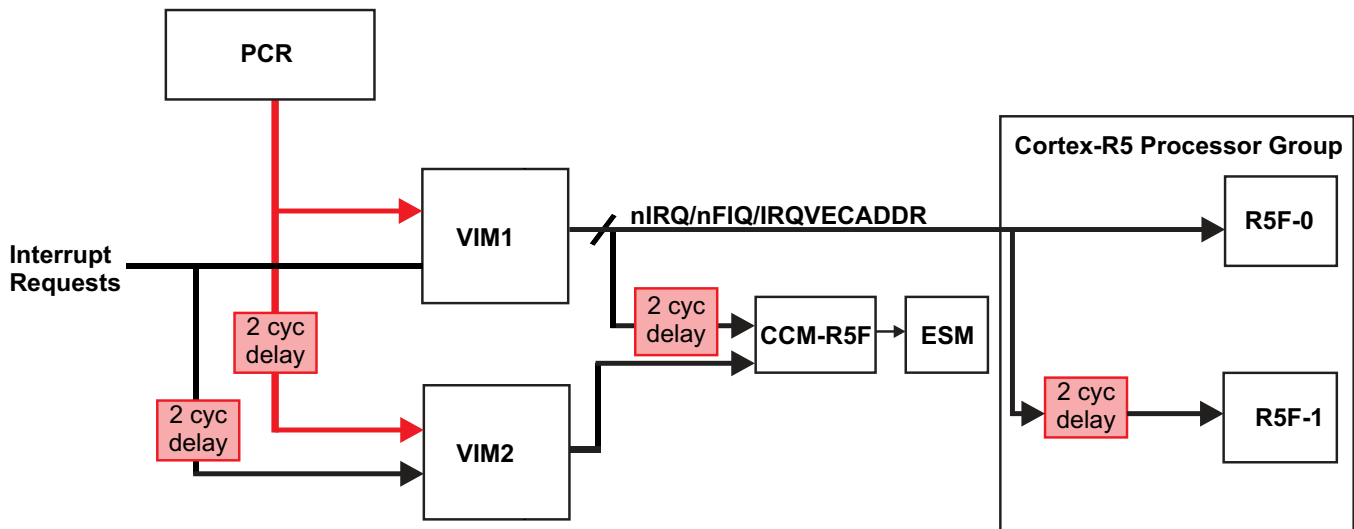 PCR
Cortex-R5 Processor Group
nIRQ/nFIQ/IRQVECADDR
R5F-0
VIM1
Interrupt
Requests
2 cyc
delay
2 cyc
delay
CCM-R5F
ESM
2 cyc
delay
2 cyc
delay
VIM2
R5F-1